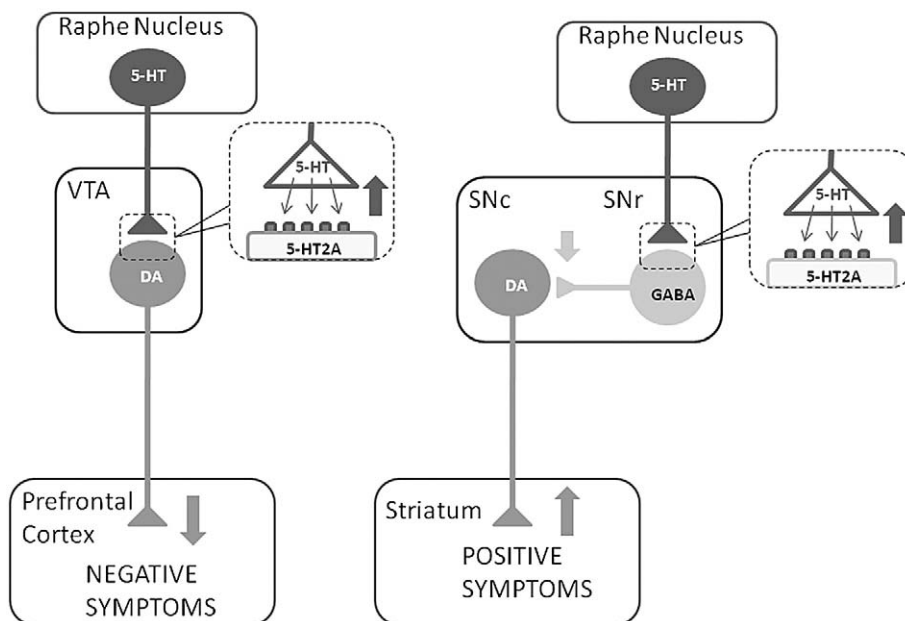 Raphe Nucleus
5-HT
VTA
5-HT
5-HT2A
DA
Prefrontal
Cortex
NEGATIVE
SYMPTOMS
Raphe Nucleus
5-HT
SNc
SNr
5-HT
5-HT2A
DA
GABA
Striatum
POSITIVE
SYMPTOMS